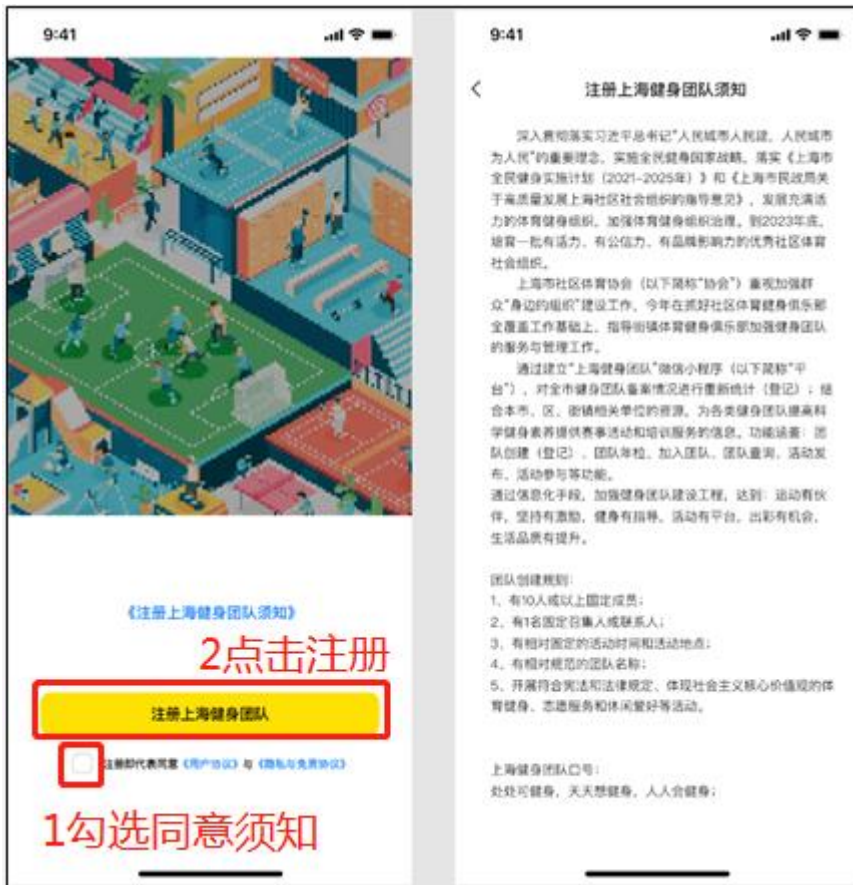 9:41
《注册上海健身团队须知》
2点击注册
注册上海健身团队
注册即代表同意《用户协议》与《隐私与免责协议》
1勾选同意须知
9:41
注册上海健身团队须知
深入贯彻落实习近平总书记“人民城市人民建，人民城市
为人民”的重要理念，实施全民健身国家战略，落实《上海市
全民健身实施计划（2021-2025年）》和《上海市民政局关
于高质量发展上海社区社会组织的指导意见》，发展充满活
力的体育健身组织，加强体育健身组织治理。到2023年底，
培育一批有活力、有公信力、有品牌影响力的优秀社区体育
社会组织。
上海市社区体育协会（以下简称“协会”）重视加强群
众“身边的组织”建设工作，今年在抓好社区体育健身俱乐部
全覆盖工作基础上，指导街镇体育健身俱乐部加强健身团队
的服务与管理工作。
通过建立“上海健身团队”微信小程序（以下简称“平
台”），对全市健身团队备案情况进行重新统计（登记）；结
合本市、区、街镇相关单位的资源，为各类健身团队提高科
学健身素养提供赛事活动和培训服务的信息。功能涵盖：团
队创建（登记）、团队年检、加入团队、团队查询、活动发
布、活动参与等功能。
通过信息化手段，加强健身团队建设工程，达到：运动有伙
伴，坚持有激励，健身有指导，活动有平台，出彩有机会，
生活品质有提升。
团队创建规则：
1、有10人或以上固定成员；
2、有1名固定召集人或联系人；
3、有相对固定的活动时间和活动地点；
4、有相对规范的团队名称；
5、开展符合宪法和法律规定、体现社会主义核心价值观的体
育健身、志愿服务和休闲爱好等活动。
上海健身团队口号：
处处可健身，天天想健身，人人会健身；